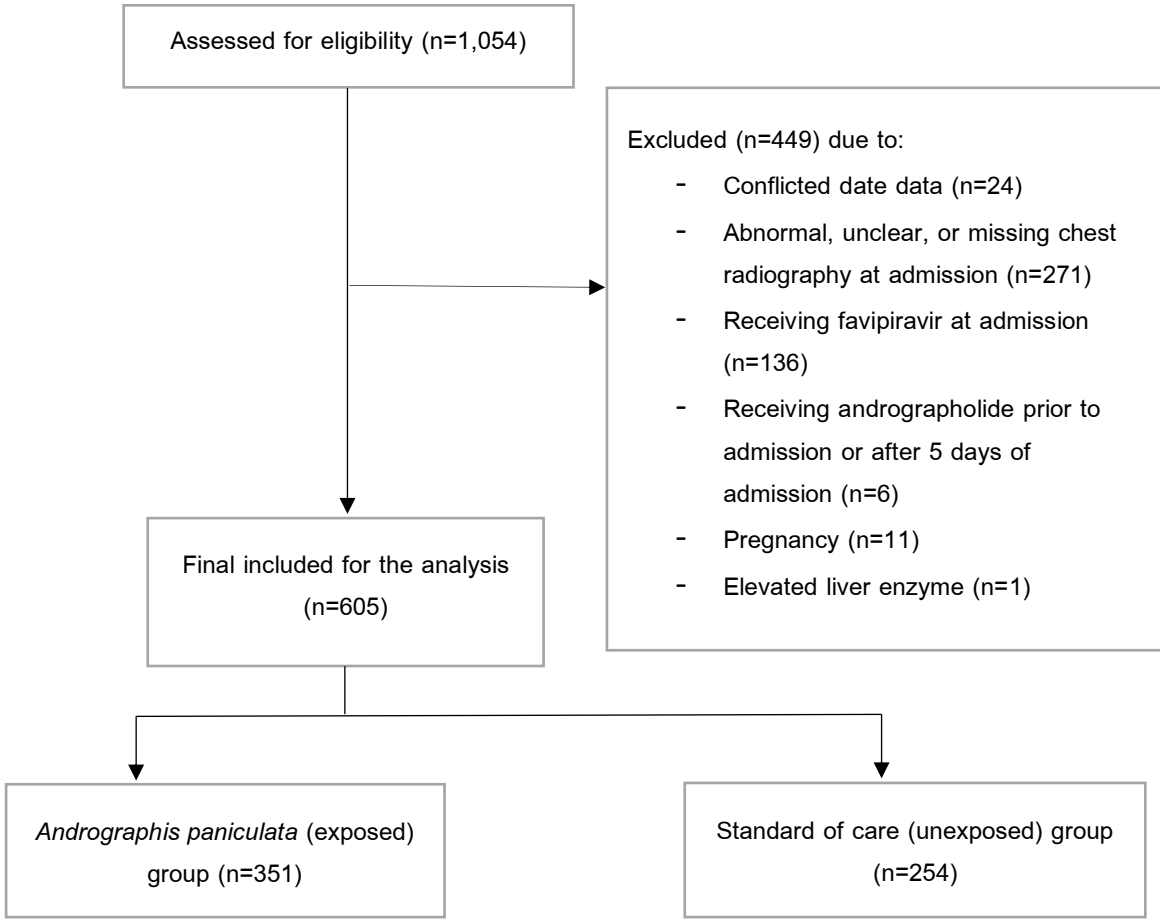 Assessed for eligibility (n=1,054)
Excluded (n=449) due to:
- Conflicted date data (n=24)
- Abnormal, unclear, or missing chest
radiography at admission (n=271)
- Receiving favipiravir at admission
(n=136)
- Receiving andrographolide prior to
admission or after 5 days of
admission (n=6)
- Pregnancy (n=11)
- Elevated liver enzyme (n=1)
Final included for the analysis
(n=605)
Andrographis paniculata (exposed)
group (n=351)
Standard of care (unexposed) group
(n=254)